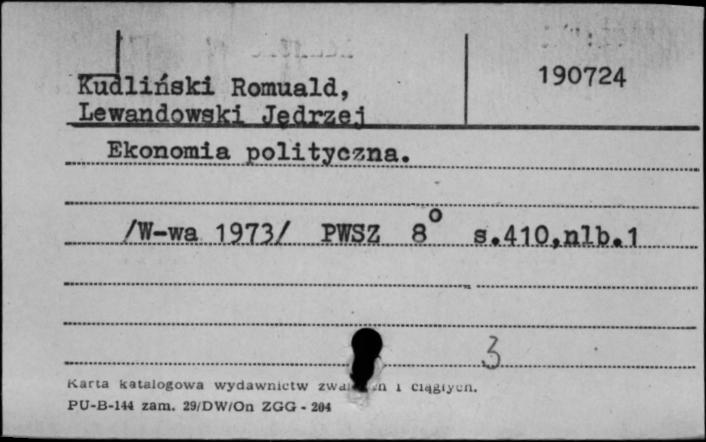 190724
Kudliński Romuald,
Lewandowski Jędrzej
Ekonomia polityczna.
/W-wa 1973/ PWSZ 8° s.410,nlb.1
3
Karta katalogowa wydawnictw i ciągłych.
PU-B-144 zam. 29/DW/On ZGG - 204